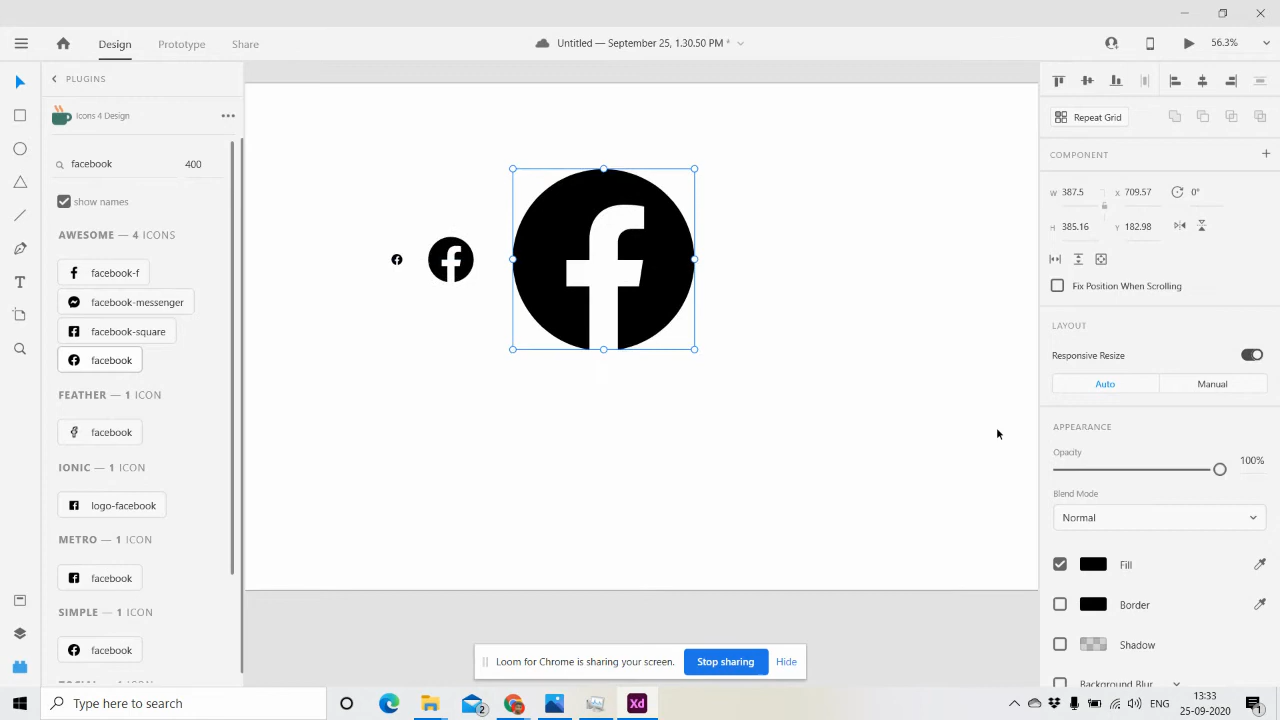 Design
Prototype
Share
Untitled — September 25, 1.30.50 PM *
56.3%
PLUGINS
Icons 4 Design
facebook
400
show names
AWESOME — 4 ICONS
facebook-f
facebook-messenger
facebook-square
facebook
FEATHER — 1 ICON
facebook
IONIC — 1 ICON
logo-facebook
METRO — 1 ICON
facebook
SIMPLE — 1 ICON
facebook
Repeat Grid
COMPONENT
W 387.5
X 709.57
0°
H 385.16
Y 182.98
Fix Position When Scrolling
LAYOUT
Responsive Resize
Auto
Manual
APPEARANCE
Opacity
100%
Blend Mode
Normal
Fill
Border
Shadow
Background Blur
Loom for Chrome is sharing your screen.
Stop sharing
Hide
Type here to search
2
Xd
ENG
13:33
25-09-2020
1